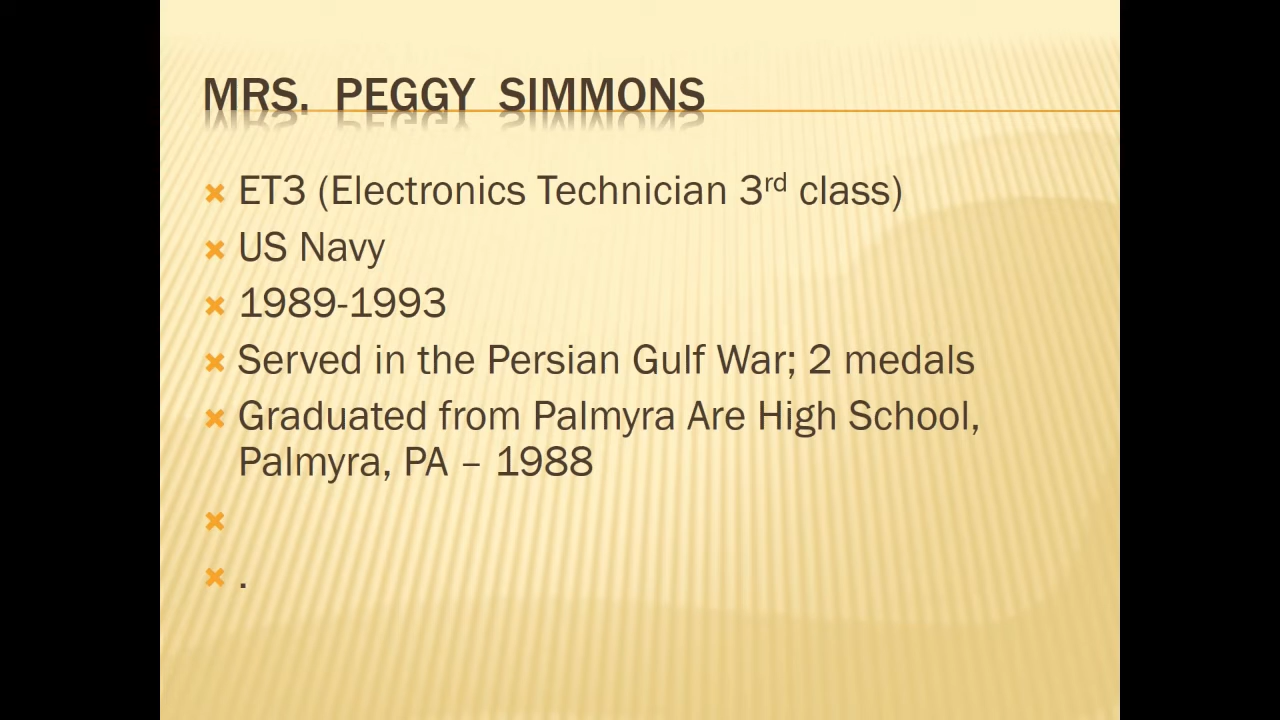 MRS. PEGGY SIMMONS
ET3 (Electronics Technician 3rd class)
US Navy
1989-1993
Served in the Persian Gulf War; 2 medals
Graduated from Palmyra Are High School,
Palmyra, PA – 1988
.